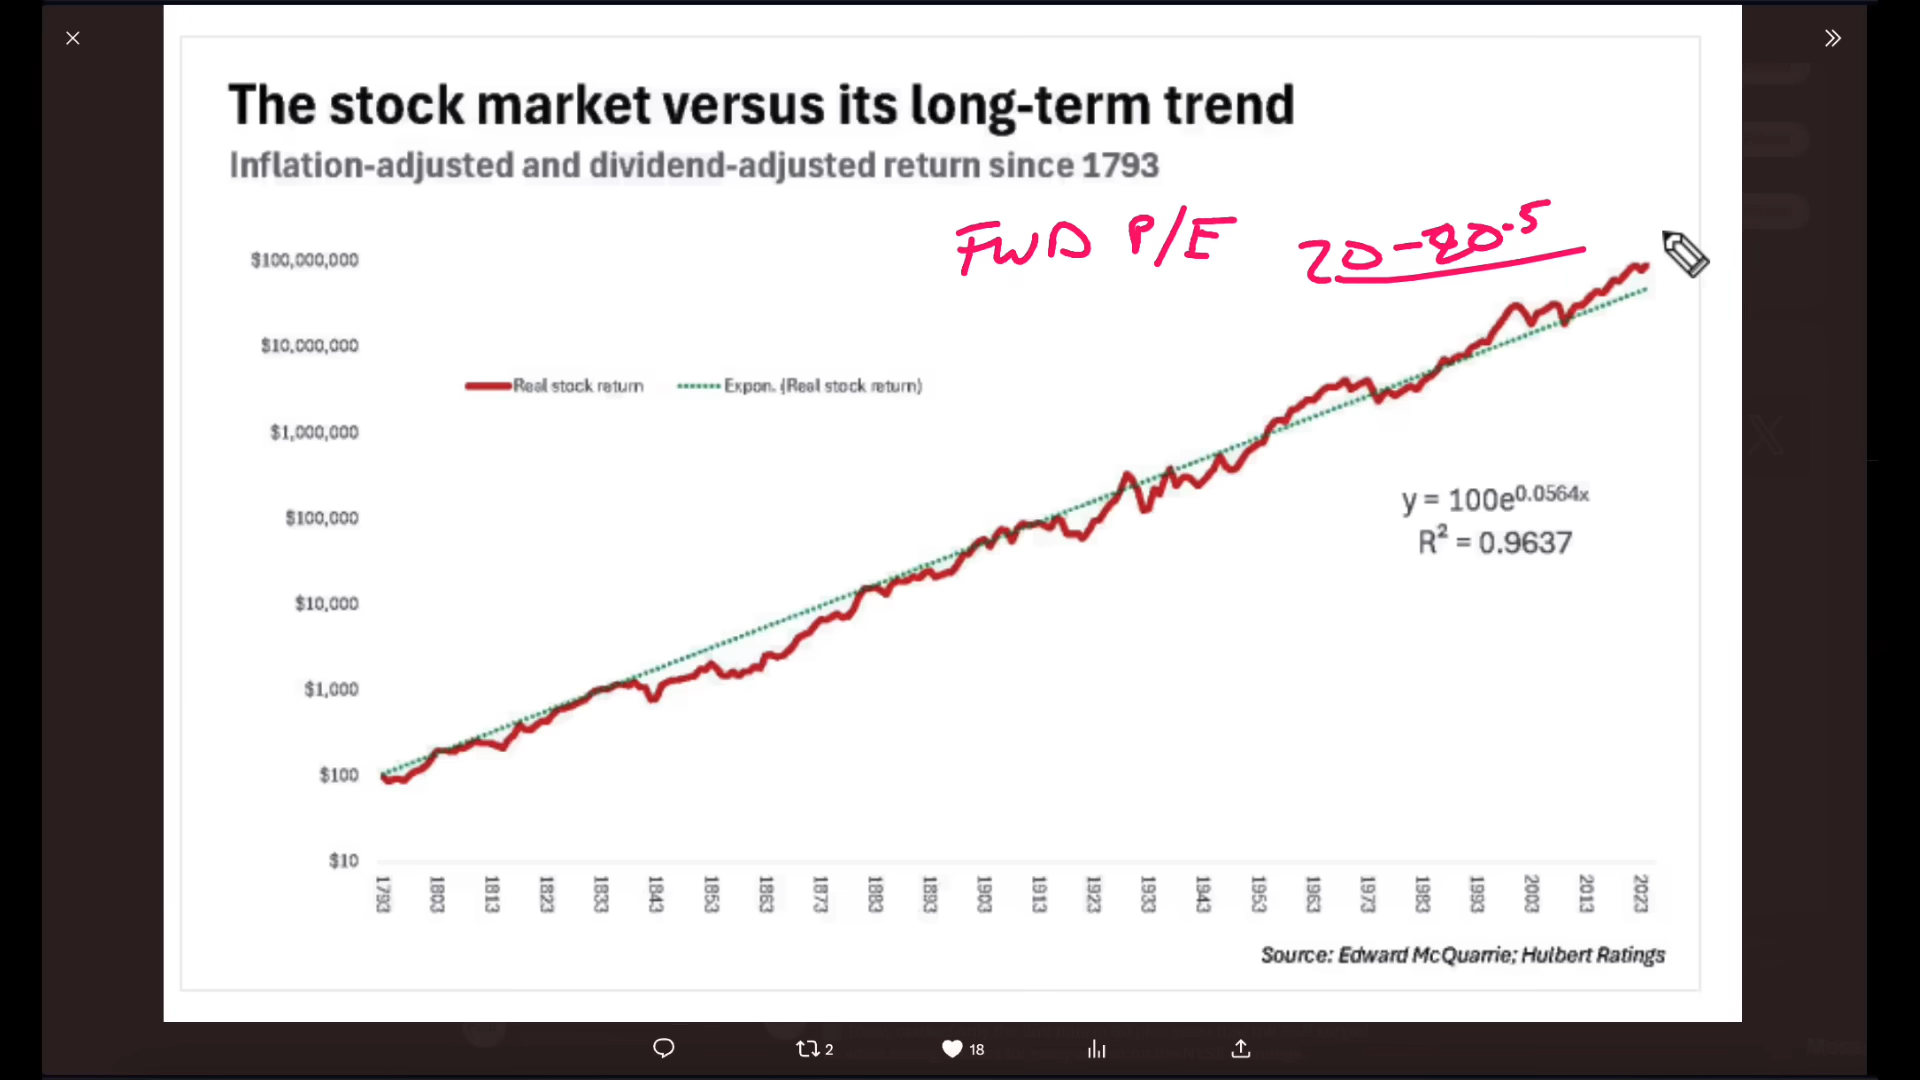 The stock market versus its long-term trend
Inflation-adjusted and dividend-adjusted return since 1793
FWD P/E 20-20.5
$100,000,000
$10,000,000
$1,000,000
$100,000
$10,000
$1,000
$100
$10
Real stock return
Expon. (Real stock return)
y = 100e^0.0564x
R² = 0.9637
1793 1803 1813 1823 1833 1843 1853 1863 1873 1883 1893 1903 1913 1923 1933 1943 1953 1963 1973 1983 1993 2003 2013 2023
Source: Edward McQuarrie; Hulbert Ratings
2
18